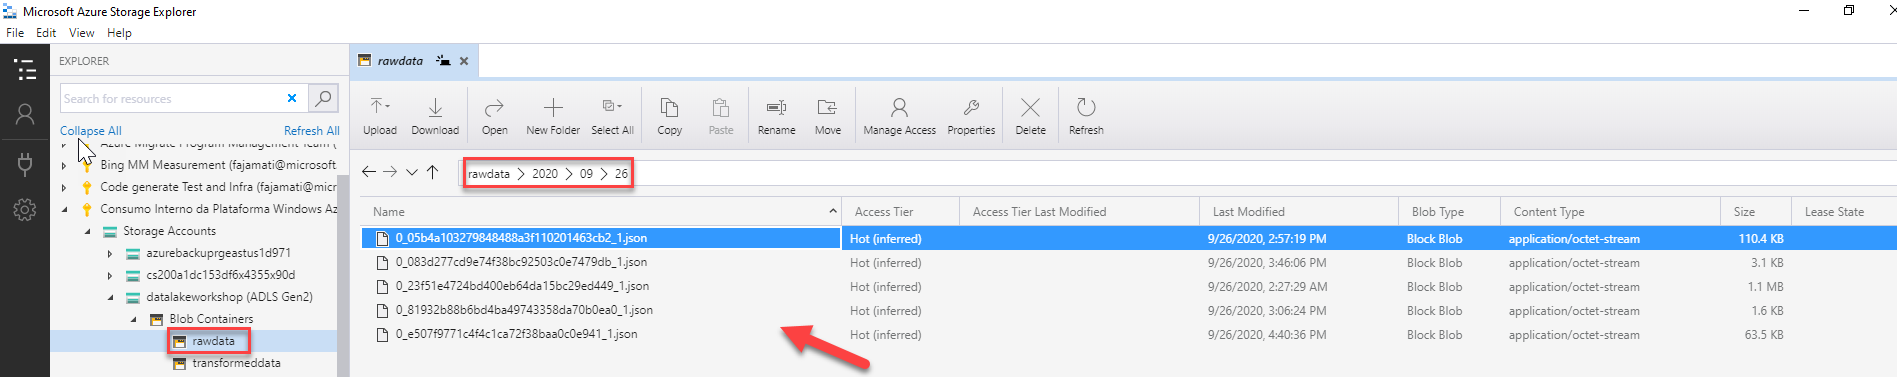 Microsoft Azure Storage Explorer
File Edit View Help
EXPLORER
Search for resources
Collapse All Refresh All
Azure Migrate Program Management Team (
Bing MM Measurement (fajamati@microsoft.
Code generate Test and Infra (fajamati@micr
Consumo Interno da Plataforma Windows Az
Storage Accounts
azurebackuprgeastus1d971
cs200a1dc153df6x4355x90d
datalakeworkshop (ADLS Gen2)
Blob Containers
rawdata
transformeddata
rawdata
Upload Download Open New Folder Select All Copy Paste Rename Move Manage Access Properties Delete Refresh
rawdata > 2020 > 09 > 26
Name Access Tier Access Tier Last Modified Last Modified Blob Type Content Type Size Lease State
0_05b4a103279848488a3f110201463cb2_1.json Hot (inferred) 9/26/2020, 2:57:19 PM Block Blob application/octet-stream 110.4 KB
0_083d277cd9e74f38bc92503c0e7479db_1.json Hot (inferred) 9/26/2020, 3:46:06 PM Block Blob application/octet-stream 3.1 KB
0_23f51e4724bd400eb64da15bc29ed449_1.json Hot (inferred) 9/26/2020, 2:27:29 AM Block Blob application/octet-stream 1.1 MB
0_81932b88b6bd4ba49743358da70b0ea0_1.json Hot (inferred) 9/26/2020, 3:06:24 PM Block Blob application/octet-stream 1.6 KB
0_e507f9771c4f4c1ca72f38baa0c0e941_1.json Hot (inferred) 9/26/2020, 4:40:36 PM Block Blob application/octet-stream 63.5 KB